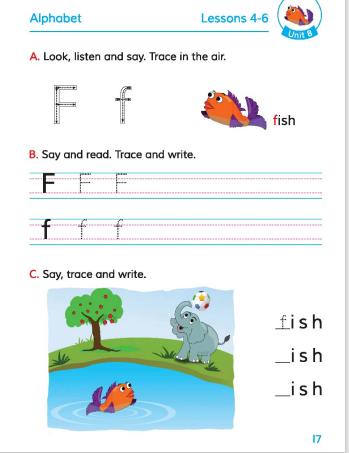 Alphabet
Lessons 4-6
Unit 8
A. Look, listen and say. Trace in the air.
F f
fish
B. Say and read. Trace and write.
F F F
f f f
C. Say, trace and write.
fish
_ish
_ish
17